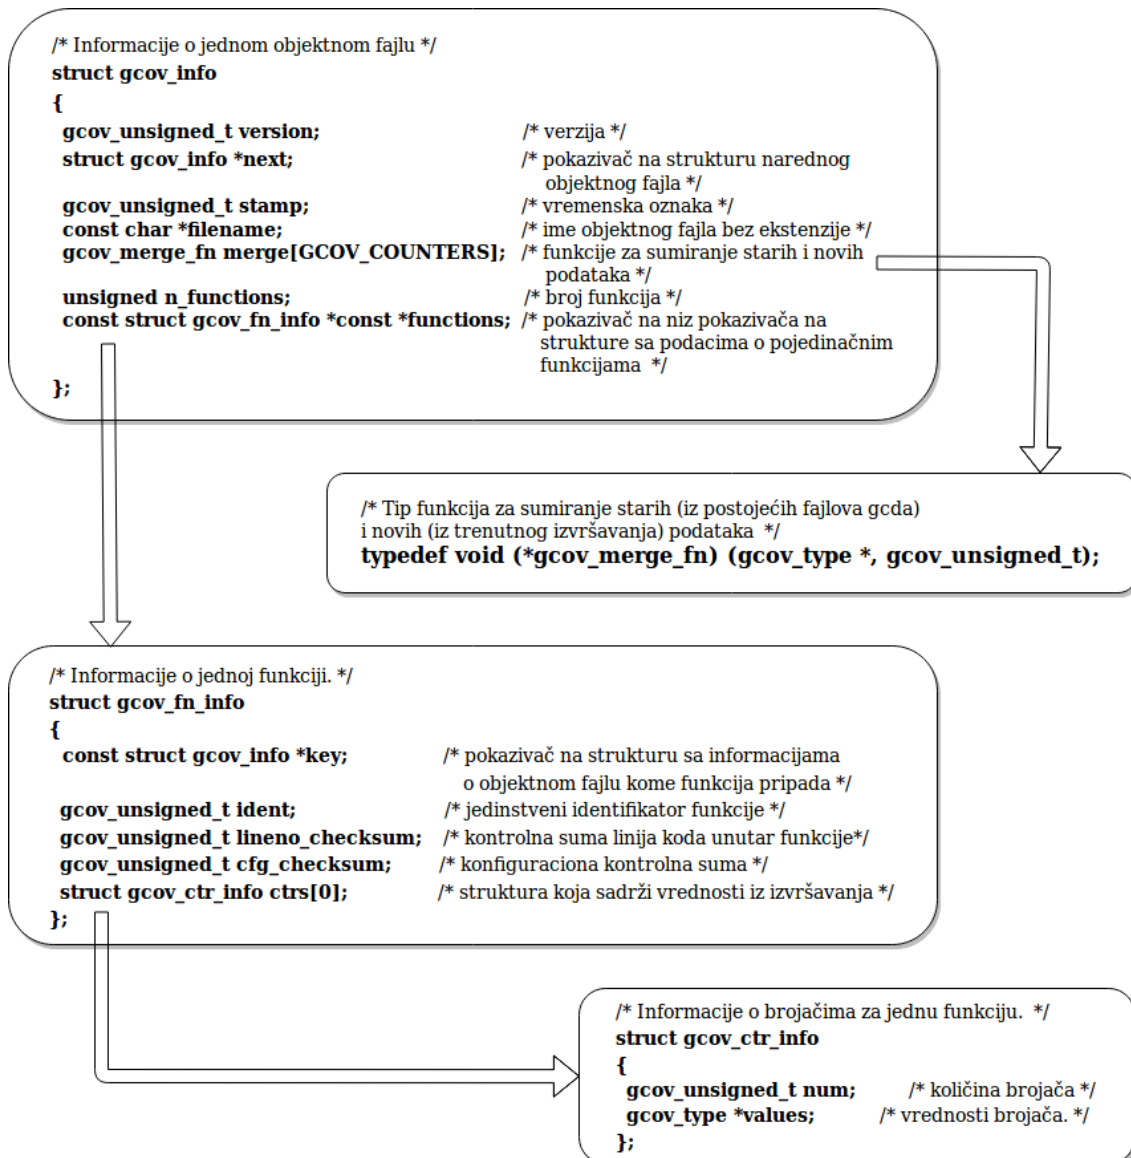 /* Informacije o jednom objektnom fajlu */
struct gcov_info
{
gcov_unsigned_t version; /* verzija */
struct gcov_info *next; /* pokazivač na strukturu narednog
objektnog fajla */
gcov_unsigned_t stamp; /* vremenska oznaka */
const char *filename; /* ime objektnog fajla bez ekstenzije */
gcov_merge_fn merge[GCOV_COUNTERS]; /* funkcije za sumiranje starih i novih
podataka */
unsigned n_functions; /* broj funkcija */
const struct gcov_fn_info *const *functions; /* pokazivač na niz pokazivača na
strukture sa podacima o pojedinačnim
funkcijama */
};
/* Tip funkcija za sumiranje starih (iz postojećih fajlova gcda)
i novih (iz trenutnog izvršavanja) podataka */
typedef void (*gcov_merge_fn) (gcov_type *, gcov_unsigned_t);
/* Informacije o jednoj funkciji. */
struct gcov_fn_info
{
const struct gcov_info *key; /* pokazivač na strukturu sa informacijama
o objektnom fajlu kome funkcija pripada */
gcov_unsigned_t ident; /* jedinstveni identifikator funkcije */
gcov_unsigned_t lineno_checksum; /* kontrolna suma linija koda unutar funkcije*/
gcov_unsigned_t cfg_checksum; /* konfiguraciona kontrolna suma */
struct gcov_ctr_info ctrs[0]; /* struktura koja sadrži vrednosti iz izvršavanja */
};
/* Informacije o brojačima za jednu funkciju. */
struct gcov_ctr_info
{
gcov_unsigned_t num; /* količina brojača */
gcov_type *values; /* vrednosti brojača. */
};